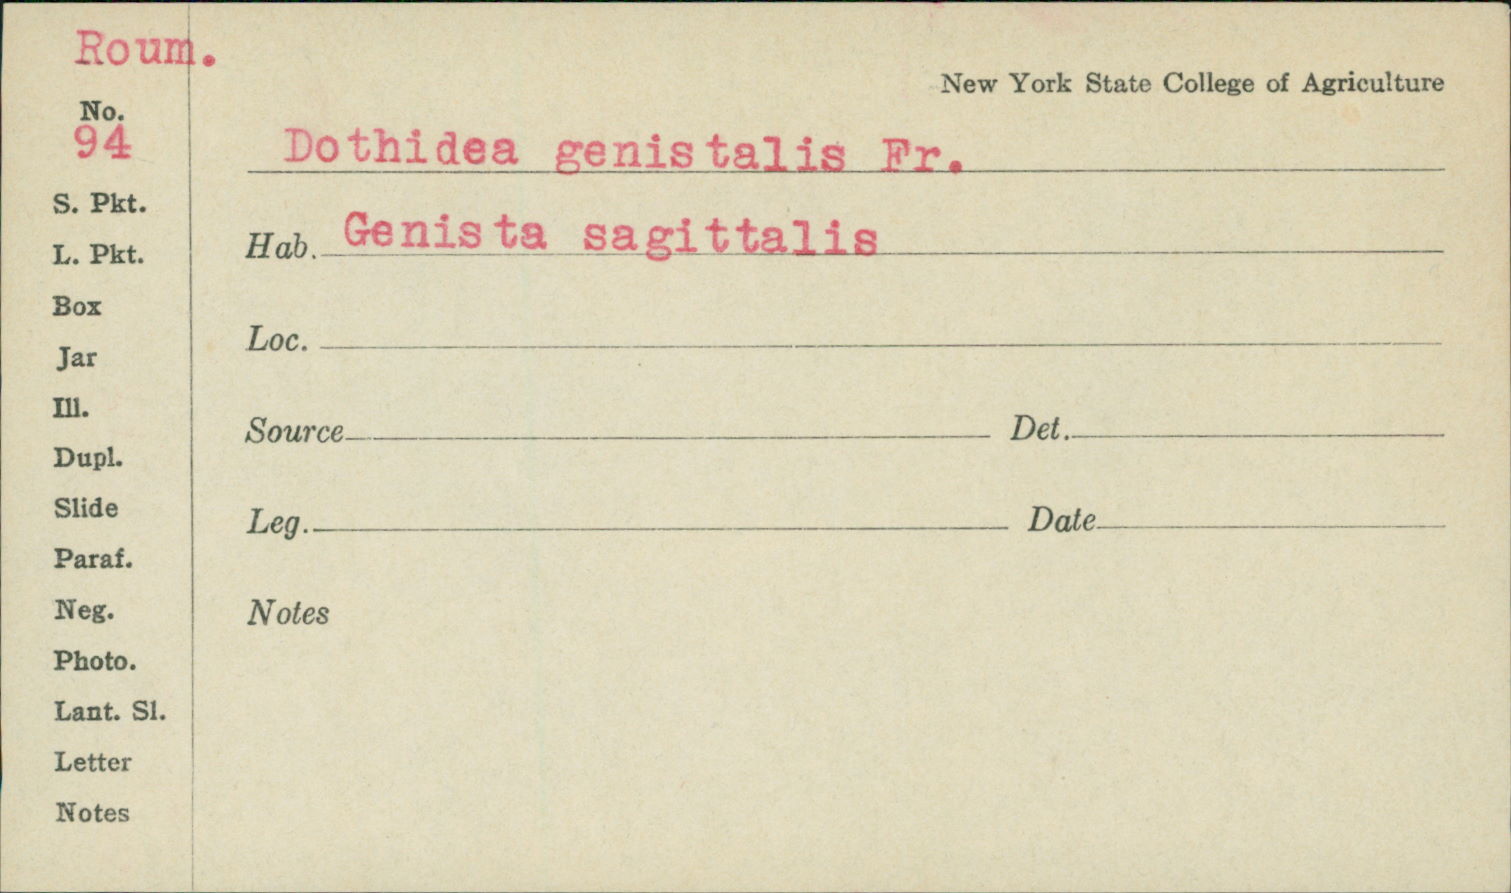 Roum.
New York State College of Agriculture
No.
94
Dothidea genistalis Fr.
S. Pkt.
Hab. Genista sagittalis
L. Pkt.
Box
Loc.
Jar
Ill.
Source Det.
Dupl.
Slide
Leg. Date
Paraf.
Neg.
Notes
Photo.
Lant. Sl.
Letter
Notes